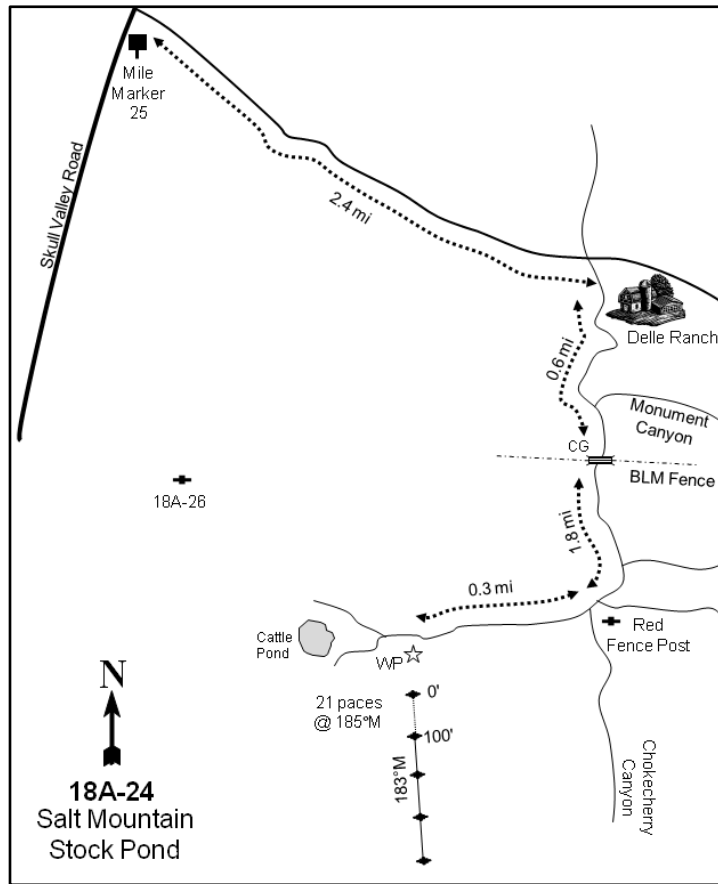 Mile
Marker
25
Skull Valley Road
2.4 mi
Delle Ranch
0.6 mi
Monument
Canyon
CG
BLM Fence
18A-26
1.8 mi
0.3 mi
Cattle
Pond
WP
Red
Fence Post
N
21 paces
@ 185°M
0'
100'
183°M
Chokecherry
Canyon
18A-24
Salt Mountain
Stock Pond